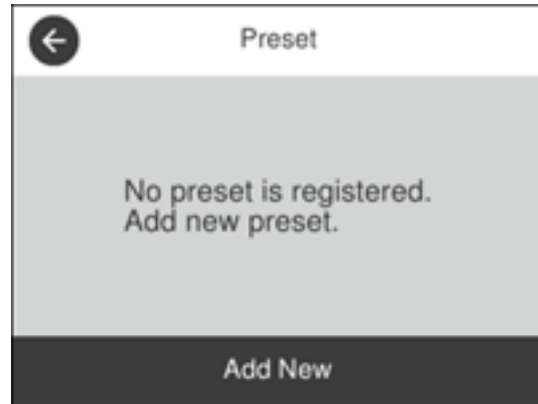 Preset
No preset is registered.
Add new preset.
Add New